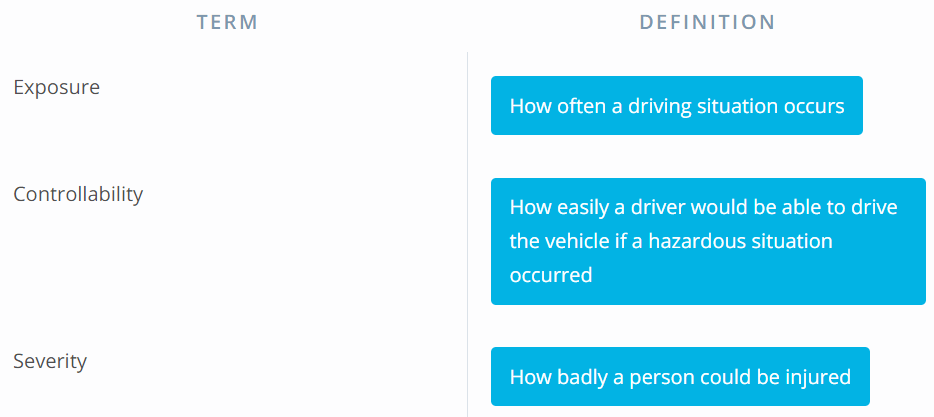 TERM DEFINITION
Exposure How often a driving situation occurs
Controllability How easily a driver would be able to drive
the vehicle if a hazardous situation
occurred
Severity How badly a person could be injured